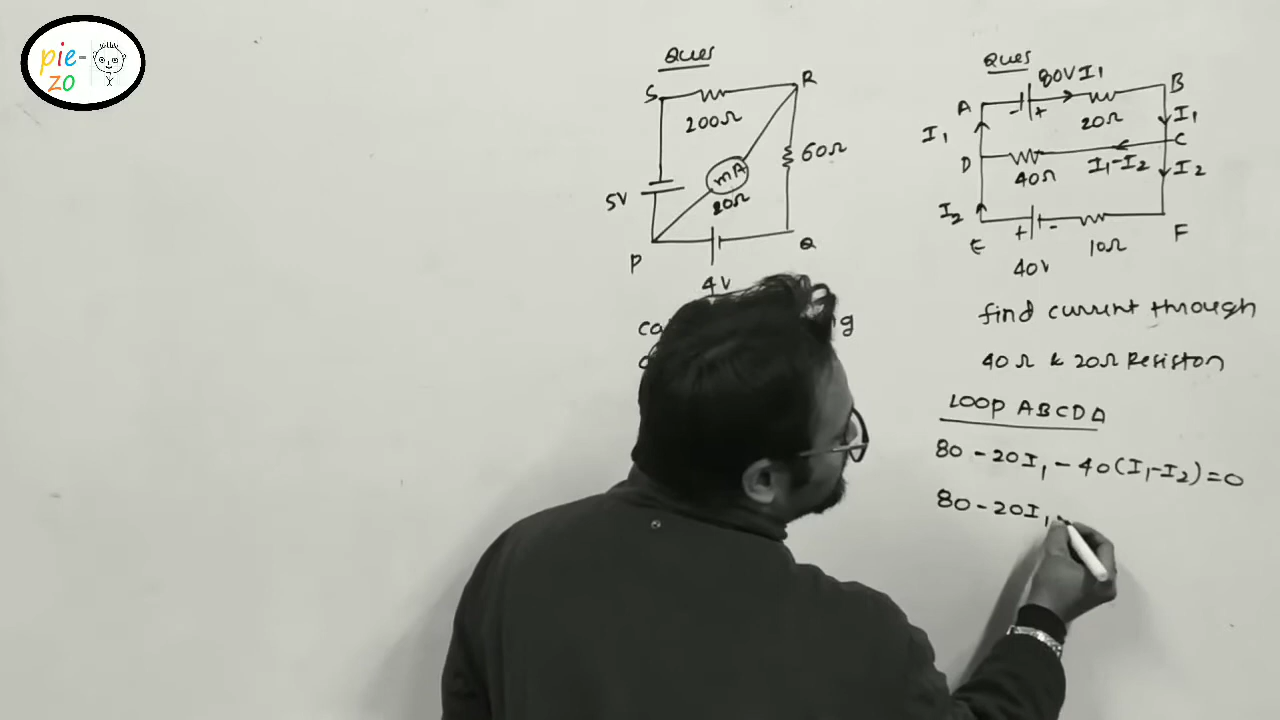 pie-
zo
Ques
S
R
200Ω
60Ω
mA
20Ω
5V
P
Q
4V
Ques
80V I₁
A
B
- +
20Ω
I₁
I₁
C
D
40Ω
I₁-I₂
I₂
I₂
E
+ -
10Ω
F
40V
find current through
40Ω & 20Ω Resistor
LOOP ABCDA
80 - 20I₁ - 40(I₁-I₂)=0
80 - 20I₁